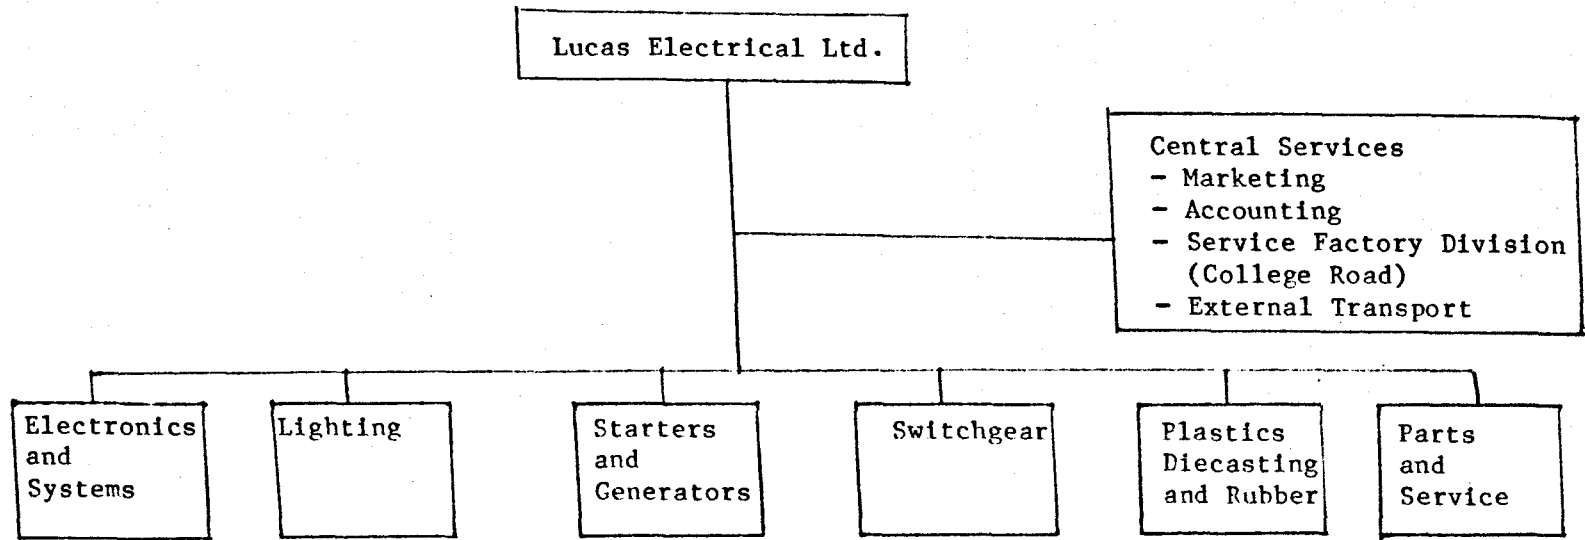 Lucas Electrical Ltd.
Central Services
- Marketing
- Accounting
- Service Factory Division
(College Road)
- External Transport
Electronics
and
Systems
Lighting
Starters
and
Generators
Switchgear
Plastics
Diecasting
and Rubber
Parts
and
Service